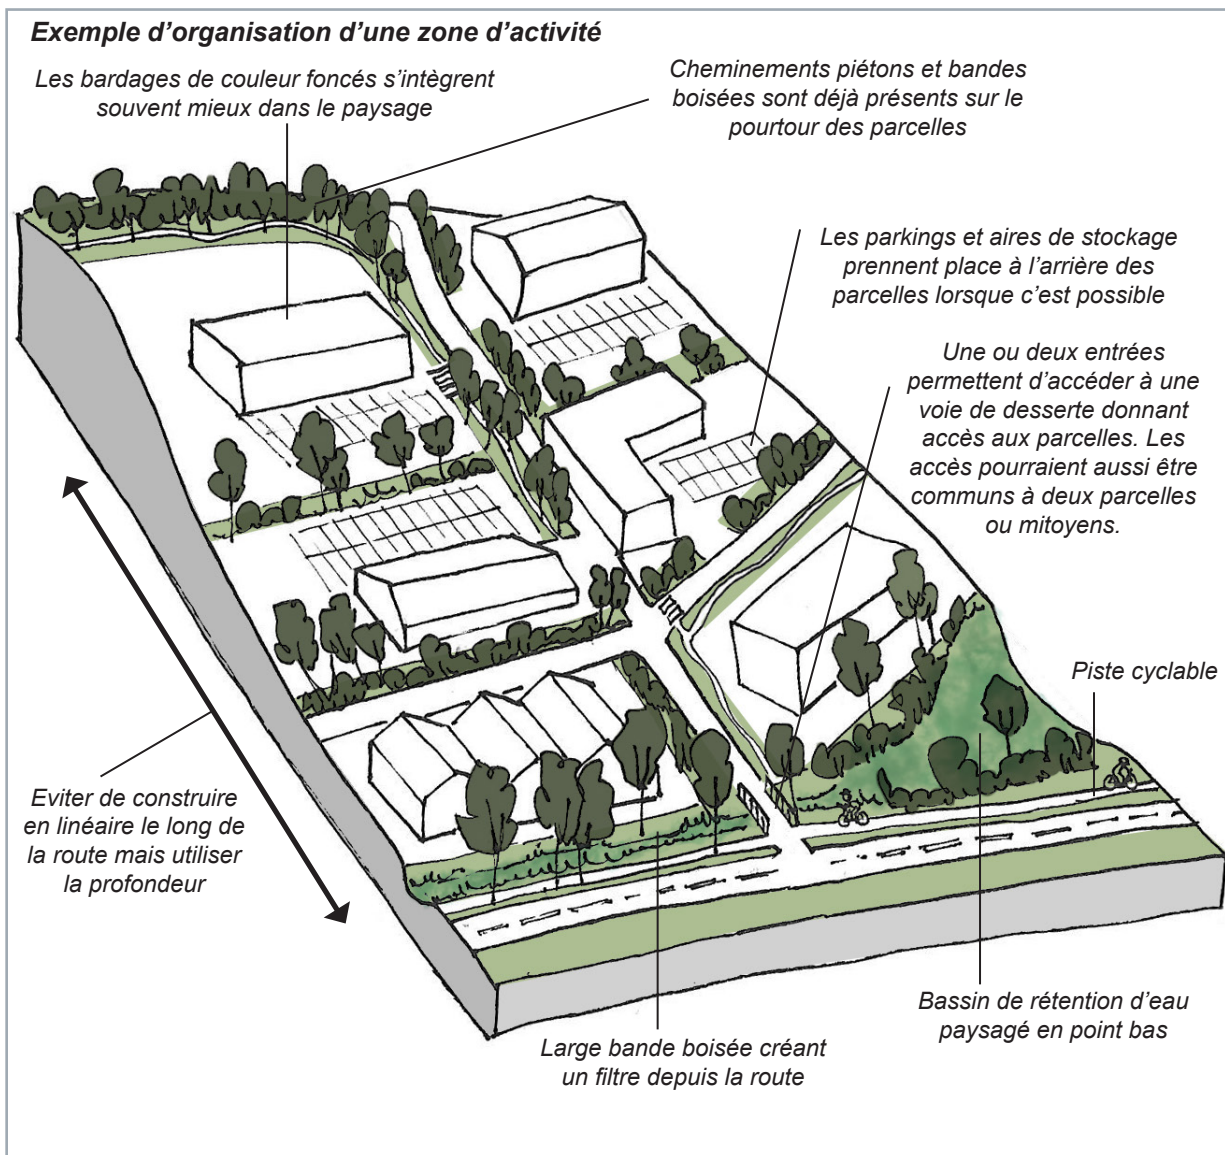 Exemple d'organisation d'une zone d'activité
Les bardages de couleur foncés s'intègrent
souvent mieux dans le paysage
Cheminements piétons et bandes
boisées sont déjà présents sur le
pourtour des parcelles
Les parkings et aires de stockage
prennent place à l'arrière des
parcelles lorsque c'est possible
Une ou deux entrées
permettent d'accéder à une
voie de desserte donnant
accès aux parcelles. Les
accès pourraient aussi être
communs à deux parcelles
ou mitoyens.
Piste cyclable
Eviter de construire
en linéaire le long de
la route mais utiliser
la profondeur
Bassin de rétention d'eau
paysagé en point bas
Large bande boisée créant
un filtre depuis la route